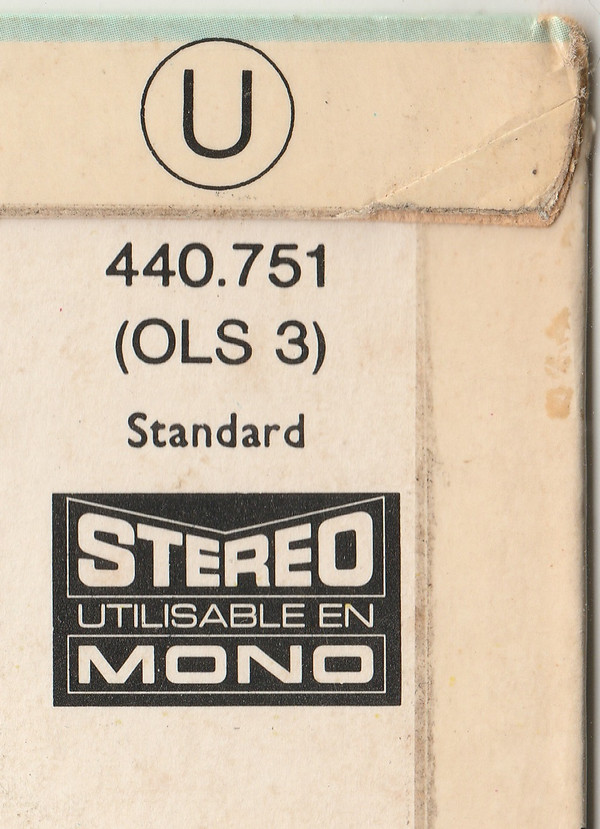 U
440.751
(OLS 3)
Standard
STEREO
UTILISABLE EN
MONO